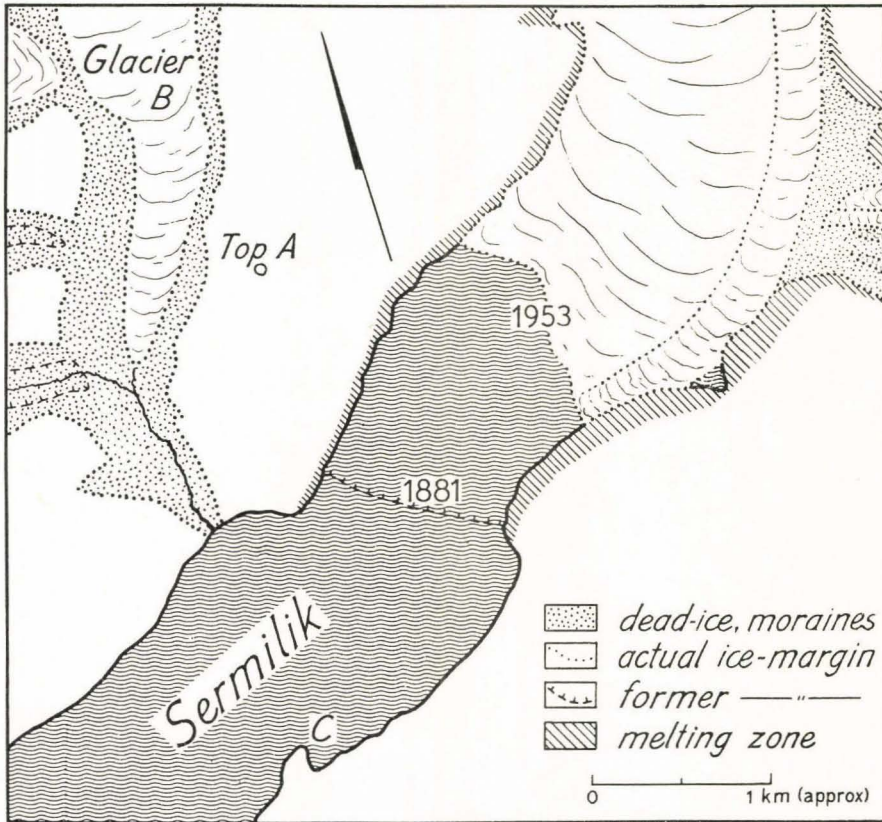 Glacier
B
Top A
1953
1881
Sermilik
C
dead-ice, moraines
actual ice-margin
former — " —
melting zone
0 1 km (approx)